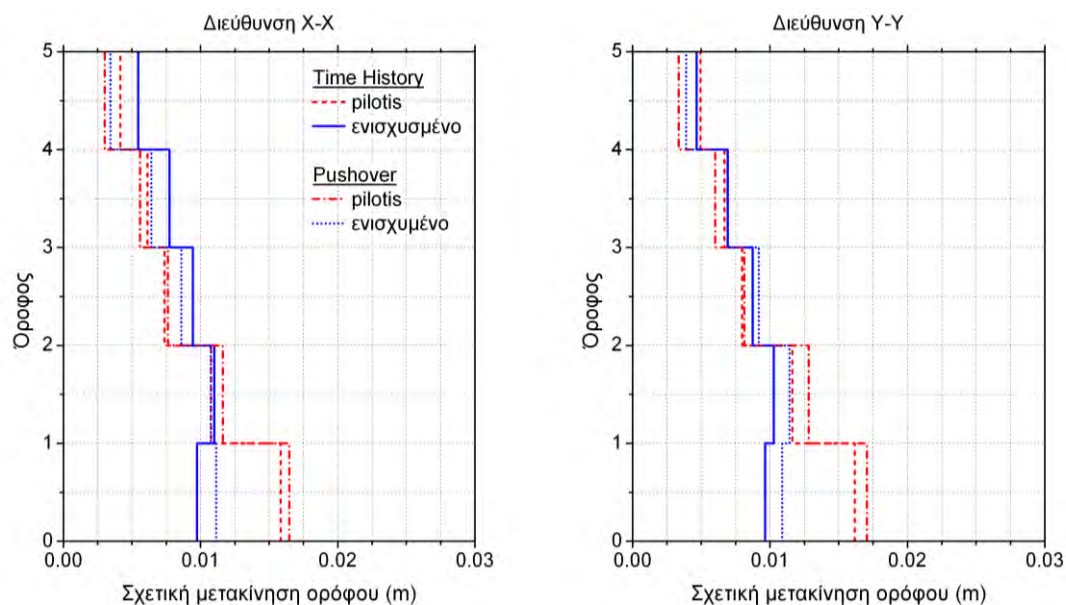 Διεύθυνση Χ-Χ
5
4
3
2
1
0
Όροφος
0.00
0.01
0.02
0.03
Σχετική μετακίνηση ορόφου (m)
Time History
pilotis
ενισχυσμένο
Pushover
pilotis
ενισχυμένο
Διεύθυνση Υ-Υ
5
4
3
2
1
0
Όροφος
0.00
0.01
0.02
0.03
Σχετική μετακίνηση ορόφου (m)